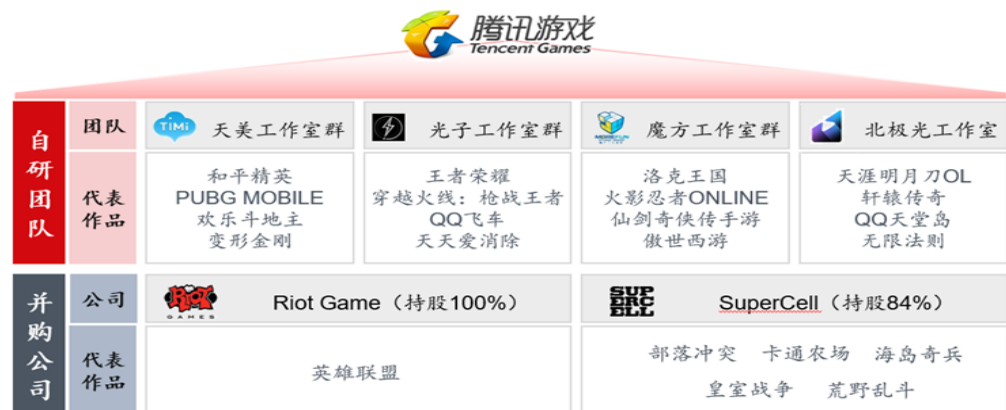 腾讯游戏
Tencent Games
自研团队
团队
TiMi
天美工作室群
光子工作室群
MOREFUN
魔方工作室群
北极光工作室
代表作品
和平精英
PUBG MOBILE
欢乐斗地主
变形金刚
王者荣耀
穿越火线：枪战王者
QQ飞车
天天爱消除
洛克王国
火影忍者ONLINE
仙剑奇侠传手游
傲世西游
天涯明月刀OL
轩辕传奇
QQ天堂岛
无限法则
并购公司
公司
RIOT
GAMES
Riot Game（持股100%）
SUP
ERC
ELL
SuperCell（持股84%）
代表作品
英雄联盟
部落冲突 卡通农场 海岛奇兵
皇室战争 荒野乱斗